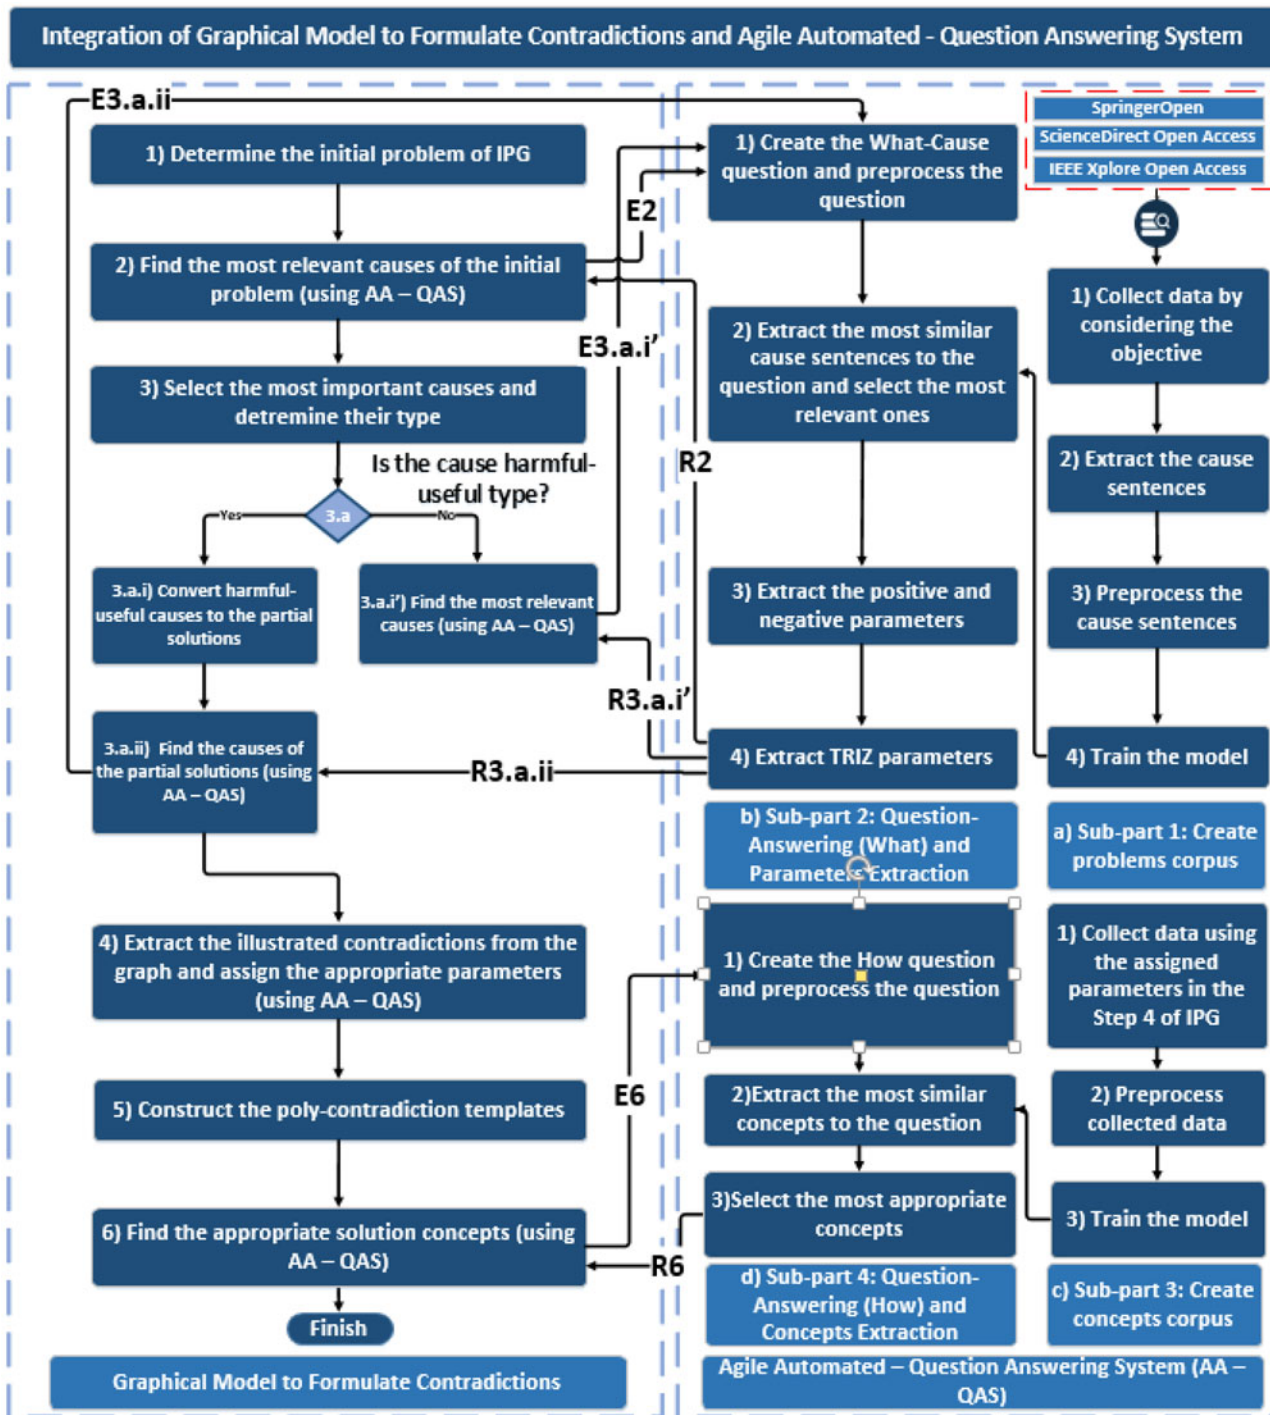 Integration of Graphical Model to Formulate Contradictions and Agile Automated - Question Answering System
E3.a.ii
1) Determine the initial problem of IPG
2) Find the most relevant causes of the initial
problem (using AA – QAS)
3) Select the most important causes and
detremine their type
Is the cause harmful-
useful type?
3.a
Yes
No
3.a.i) Convert harmful-
useful causes to the partial
solutions
3.a.i') Find the most relevant
causes (using AA – QAS)
3.a.ii) Find the causes of
the partial solutions (using
AA – QAS)
4) Extract the illustrated contradictions from the
graph and assign the appropriate parameters
(using AA – QAS)
5) Construct the poly-contradiction templates
6) Find the appropriate solution concepts (using
AA – QAS)
Finish
Graphical Model to Formulate Contradictions
E2
E3.a.i’
R2
R3.a.i’
R3.a.ii
E6
R6
1) Create the What-Cause
question and preprocess the
question
2) Extract the most similar
cause sentences to the
question and select the most
relevant ones
3) Extract the positive and
negative parameters
4) Extract TRIZ parameters
b) Sub-part 2: Question-
Answering (What) and
Parameters Extraction
1) Create the How question
and preprocess the question
2)Extract the most similar
concepts to the question
3)Select the most appropriate
concepts
d) Sub-part 4: Question-
Answering (How) and
Concepts Extraction
SpringerOpen
ScienceDirect Open Access
IEEE Xplore Open Access
1) Collect data by
considering the
objective
2) Extract the cause
sentences
3) Preprocess the
cause sentences
4) Train the model
a) Sub-part 1: Create
problems corpus
1) Collect data using
the assigned
parameters in the
Step 4 of IPG
2) Preprocess
collected data
3) Train the model
c) Sub-part 3: Create
concepts corpus
Agile Automated – Question Answering System (AA –
QAS)